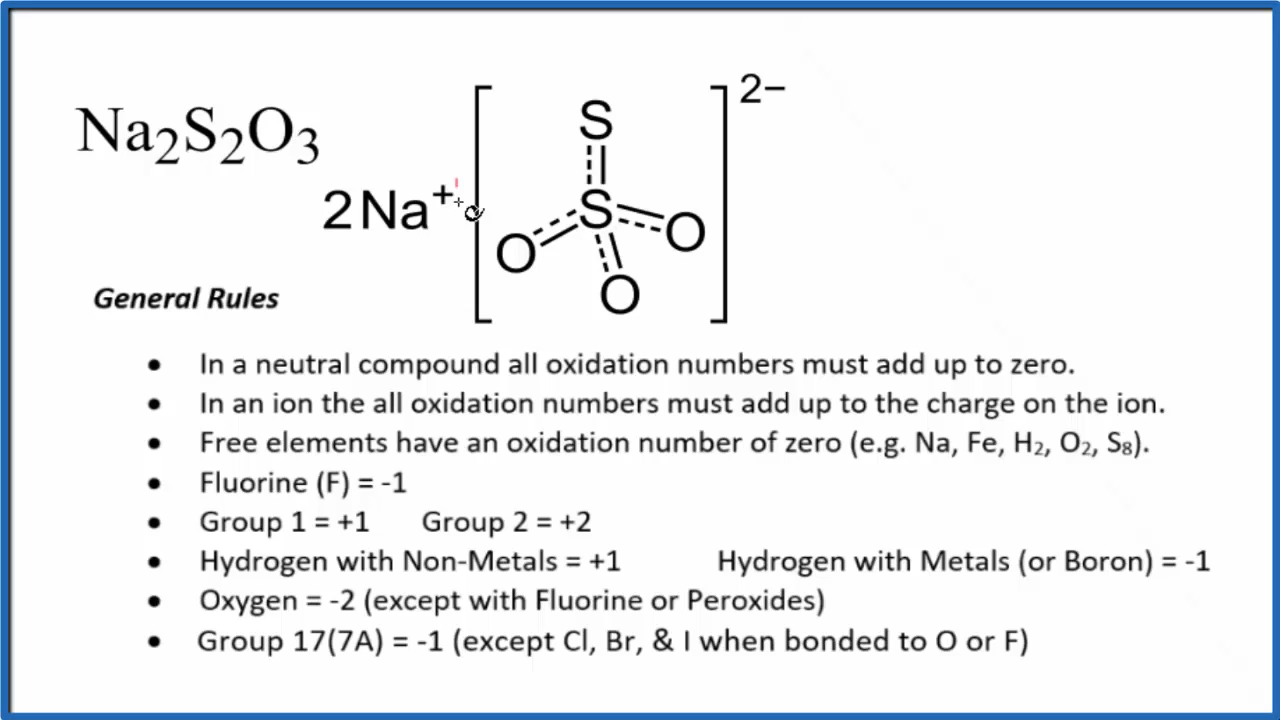 Na₂S₂O₃
2 Na⁺
[ S S O O O ]²⁻
General Rules
• In a neutral compound all oxidation numbers must add up to zero.
• In an ion the all oxidation numbers must add up to the charge on the ion.
• Free elements have an oxidation number of zero (e.g. Na, Fe, H₂, O₂, S₈).
• Fluorine (F) = -1
• Group 1 = +1 Group 2 = +2
• Hydrogen with Non-Metals = +1 Hydrogen with Metals (or Boron) = -1
• Oxygen = -2 (except with Fluorine or Peroxides)
• Group 17(7A) = -1 (except Cl, Br, & I when bonded to O or F)